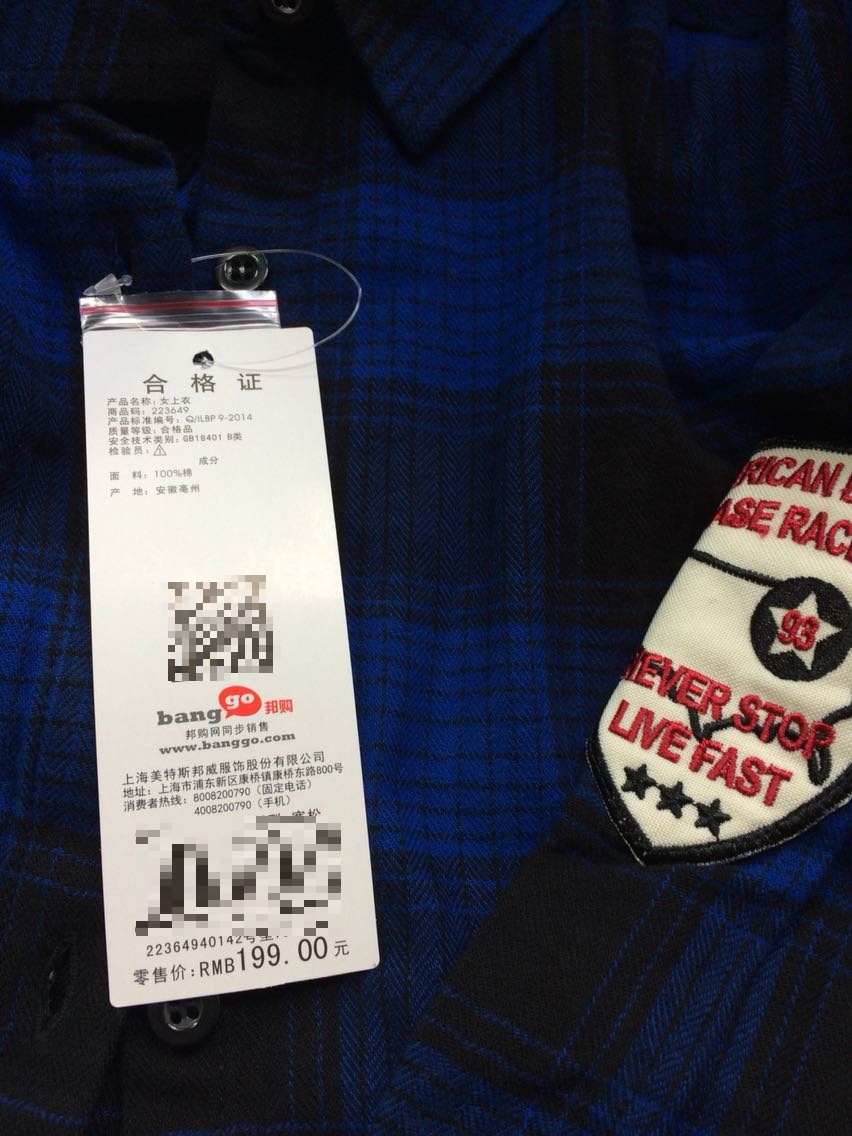 合格证
产品名称:女上衣
商品码:223649
产品标准编号:Q/ILBP 9-2014
质量等级:合格品
安全技术类别:GB18401 B类
检验员:
成分
面 料:100%棉
产 地:安徽亳州
bang go 邦购
邦购网同步销售
www.banggo.com
上海美特斯邦威服饰股份有限公司
地址:上海市浦东新区康桥镇康桥东路800号
消费者热线:8008200790(固定电话)
4008200790(手机)
22364940142
零售价:RMB199.00元
RICAN
ASE RAC
93
NEVER STOP
LIVE FAST